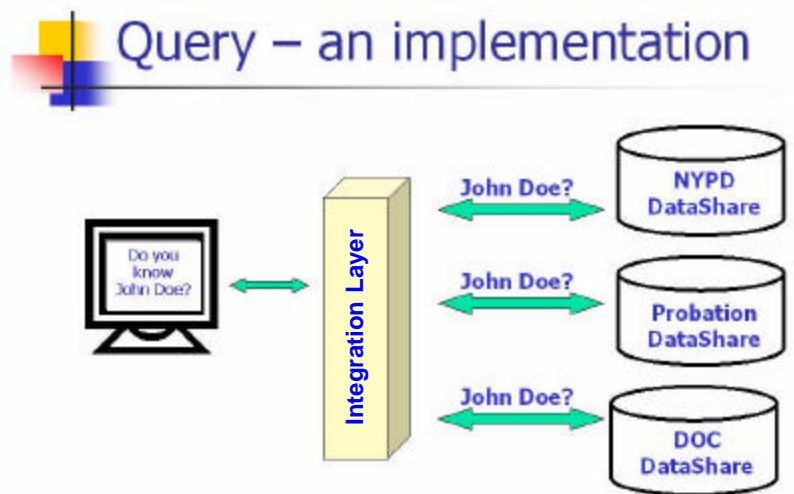 Query – an implementation
Do you
know
John Doe?
Integration Layer
John Doe?
NYPD
DataShare
John Doe?
Probation
DataShare
John Doe?
DOC
DataShare